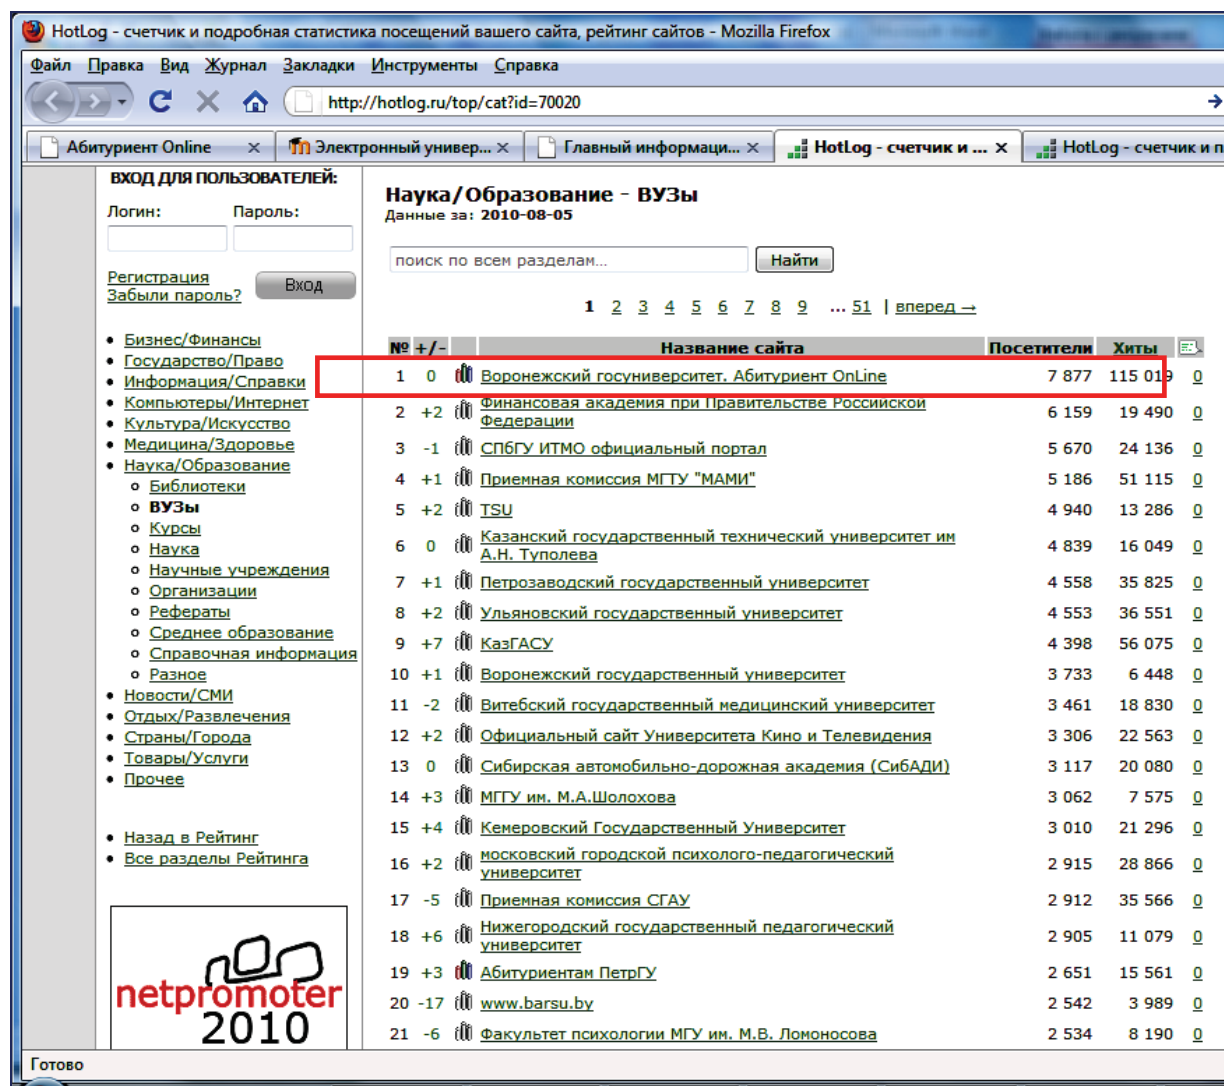 HotLog - счетчик и подробная статистика посещений вашего сайта, рейтинг сайтов - Mozilla Firefox
Файл Правка Вид Журнал Закладки Инструменты Справка
http://hotlog.ru/top/cat?id=70020
Абитуриент Online
Электронный универ...
Главный информаци...
HotLog - счетчик и ...
HotLog - счетчик и п
ВХОД ДЛЯ ПОЛЬЗОВАТЕЛЕЙ:
Логин: Пароль:
Регистрация
Забыли пароль?
Вход
Бизнес/Финансы
Государство/Право
Информация/Справки
Компьютеры/Интернет
Культура/Искусство
Медицина/Здоровье
Наука/Образование
Библиотеки
ВУЗы
Курсы
Наука
Научные учреждения
Организации
Рефераты
Среднее образование
Справочная информация
Разное
Новости/СМИ
Отдых/Развлечения
Страны/Города
Товары/Услуги
Прочее
Назад в Рейтинг
Все разделы Рейтинга
netpromoter
2010
Наука/Образование - ВУЗы
Данные за: 2010-08-05
поиск по всем разделам...
Найти
1 2 3 4 5 6 7 8 9 ... 51 | вперед →
№ +/- Название сайта Посетители Хиты
1 0 Воронежский госуниверситет. Абитуриент OnLine 7 877 115 019 0
2 +2 Финансовая академия при Правительстве Российской
Федерации 6 159 19 490 0
3 -1 СПбГУ ИТМО официальный портал 5 670 24 136 0
4 +1 Приемная комиссия МГТУ "МАМИ" 5 186 51 115 0
5 +2 TSU 4 940 13 286 0
6 0 Казанский государственный технический университет им
А.Н. Туполева 4 839 16 049 0
7 +1 Петрозаводский государственный университет 4 558 35 825 0
8 +2 Ульяновский государственный университет 4 553 36 551 0
9 +7 КазГАСУ 4 398 56 075 0
10 +1 Воронежский государственный университет 3 733 6 448 0
11 -2 Витебский государственный медицинский университет 3 461 18 830 0
12 +2 Официальный сайт Университета Кино и Телевидения 3 306 22 563 0
13 0 Сибирская автомобильно-дорожная академия (СибАДИ) 3 117 20 080 0
14 +3 МГГУ им. М.А.Шолохова 3 062 7 575 0
15 +4 Кемеровский Государственный Университет 3 010 21 296 0
16 +2 московский городской психолого-педагогический
университет 2 915 28 866 0
17 -5 Приемная комиссия СГАУ 2 912 35 566 0
18 +6 Нижегородский государственный педагогический
университет 2 905 11 079 0
19 +3 Абитуриентам ПетрГУ 2 651 15 561 0
20 -17 www.barsu.by 2 542 3 989 0
21 -6 Факультет психологии МГУ им. М.В. Ломоносова 2 534 8 190 0
Готово